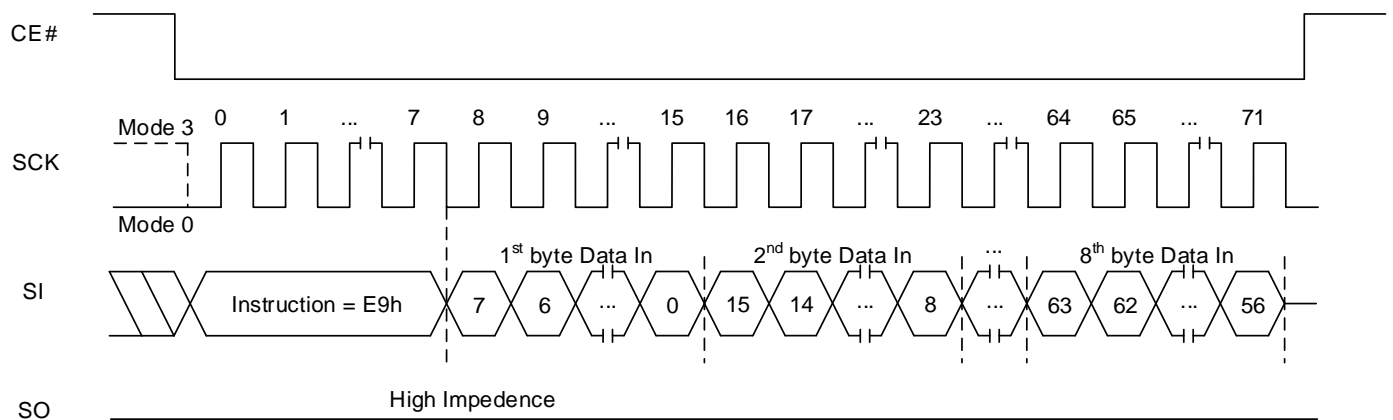 CE#
0 1 ... 7 8 9 ... 15 16 17 ... 23 ... 64 65 ... 71
Mode 3
SCK
Mode 0
1st byte Data In 2nd byte Data In ... 8th byte Data In
SI Instruction = E9h 7 6 ... 0 15 14 ... 8 ... 63 62 ... 56
High Impedence
SO